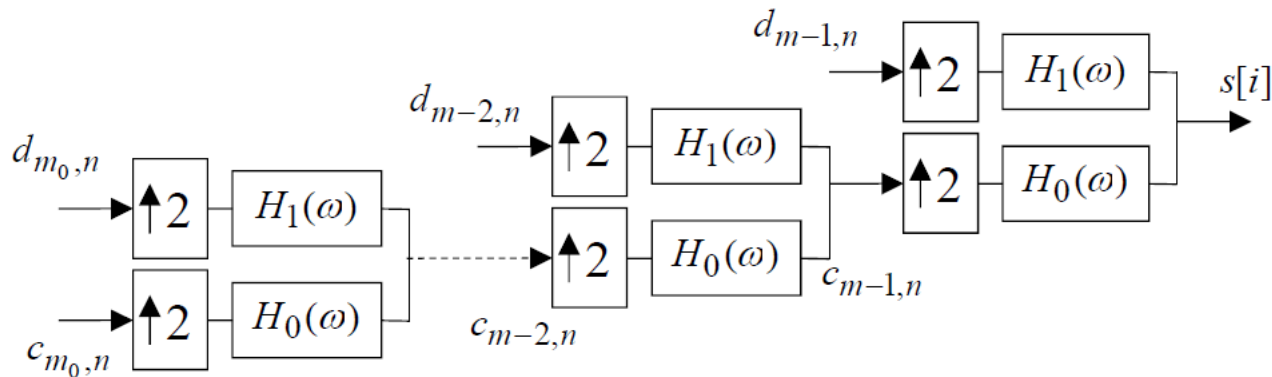 d_{m-1,n}
↑2
H_1(ω)
s[i]
d_{m-2,n}
↑2
H_1(ω)
↑2
H_0(ω)
d_{m_0,n}
↑2
H_1(ω)
↑2
H_0(ω)
c_{m-1,n}
↑2
H_0(ω)
c_{m-2,n}
c_{m_0,n}